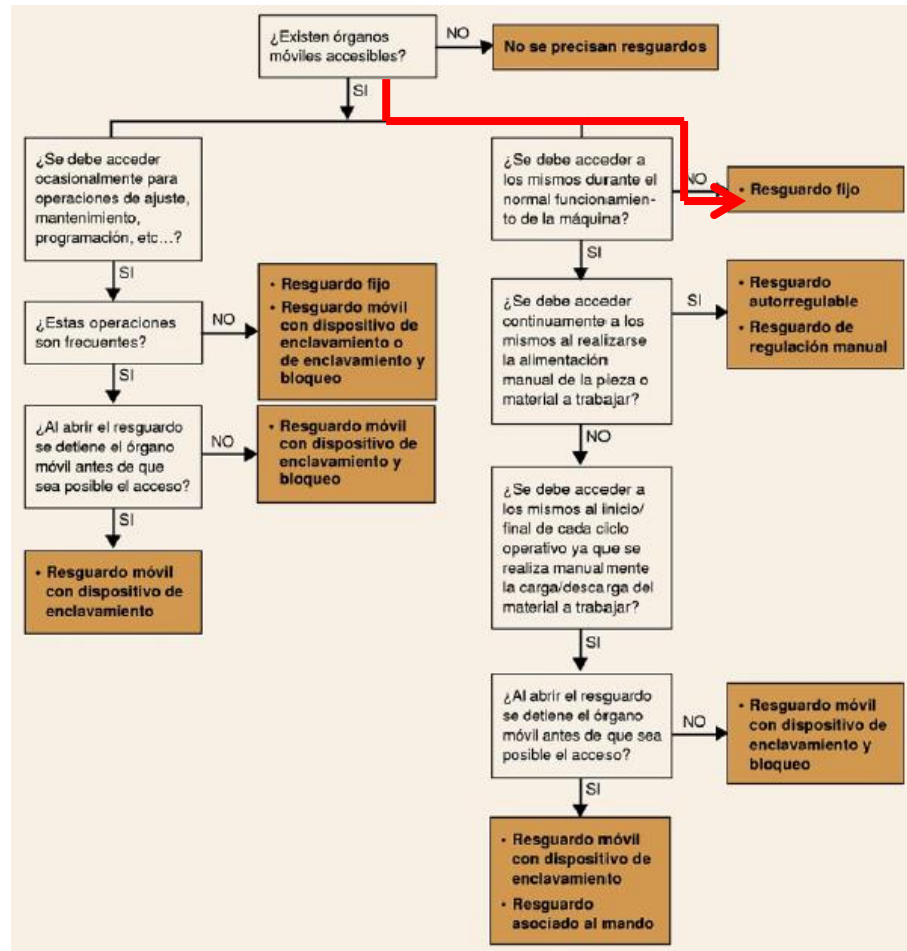 ¿Existen órganos
móviles accesibles?
NO
No se precisan resguardos
SI
¿Se debe acceder
ocasionalmente para
operaciones de ajuste,
mantenimiento,
programación, etc...?
SI
¿Estas operaciones
son frecuentes?
NO
• Resguardo fijo
• Resguardo móvil
con dispositivo de
enclavamiento o
de enclavamiento y
bloqueo
SI
¿Al abrir el resguardo
se detiene el órgano
móvil antes de que
sea posible el acceso?
NO
• Resguardo móvil
con dispositivo de
enclavamiento y
bloqueo
SI
• Resguardo móvil
con dispositivo de
enclavamiento
¿Se debe acceder a
los mismos durante el
normal funcionamien-
to de la máquina?
NO
• Resguardo fijo
SI
¿Se debe acceder
continuamente a los
mismos al realizarse
la alimentación
manual de la pieza o
material a trabajar?
SI
• Resguardo
autorregulable
• Resguardo de
regulación manual
NO
¿Se debe acceder a
los mismos al inicio/
final de cada ciclo
operativo ya que se
realiza manualmente
la carga/descarga del
material a trabajar?
SI
¿Al abrir el resguardo
se detiene el órgano
móvil antes de que sea
posible el acceso?
NO
• Resguardo móvil
con dispositivo de
enclavamiento y
bloqueo
SI
• Resguardo móvil
con dispositivo de
enclavamiento
• Resguardo
asociado al mando